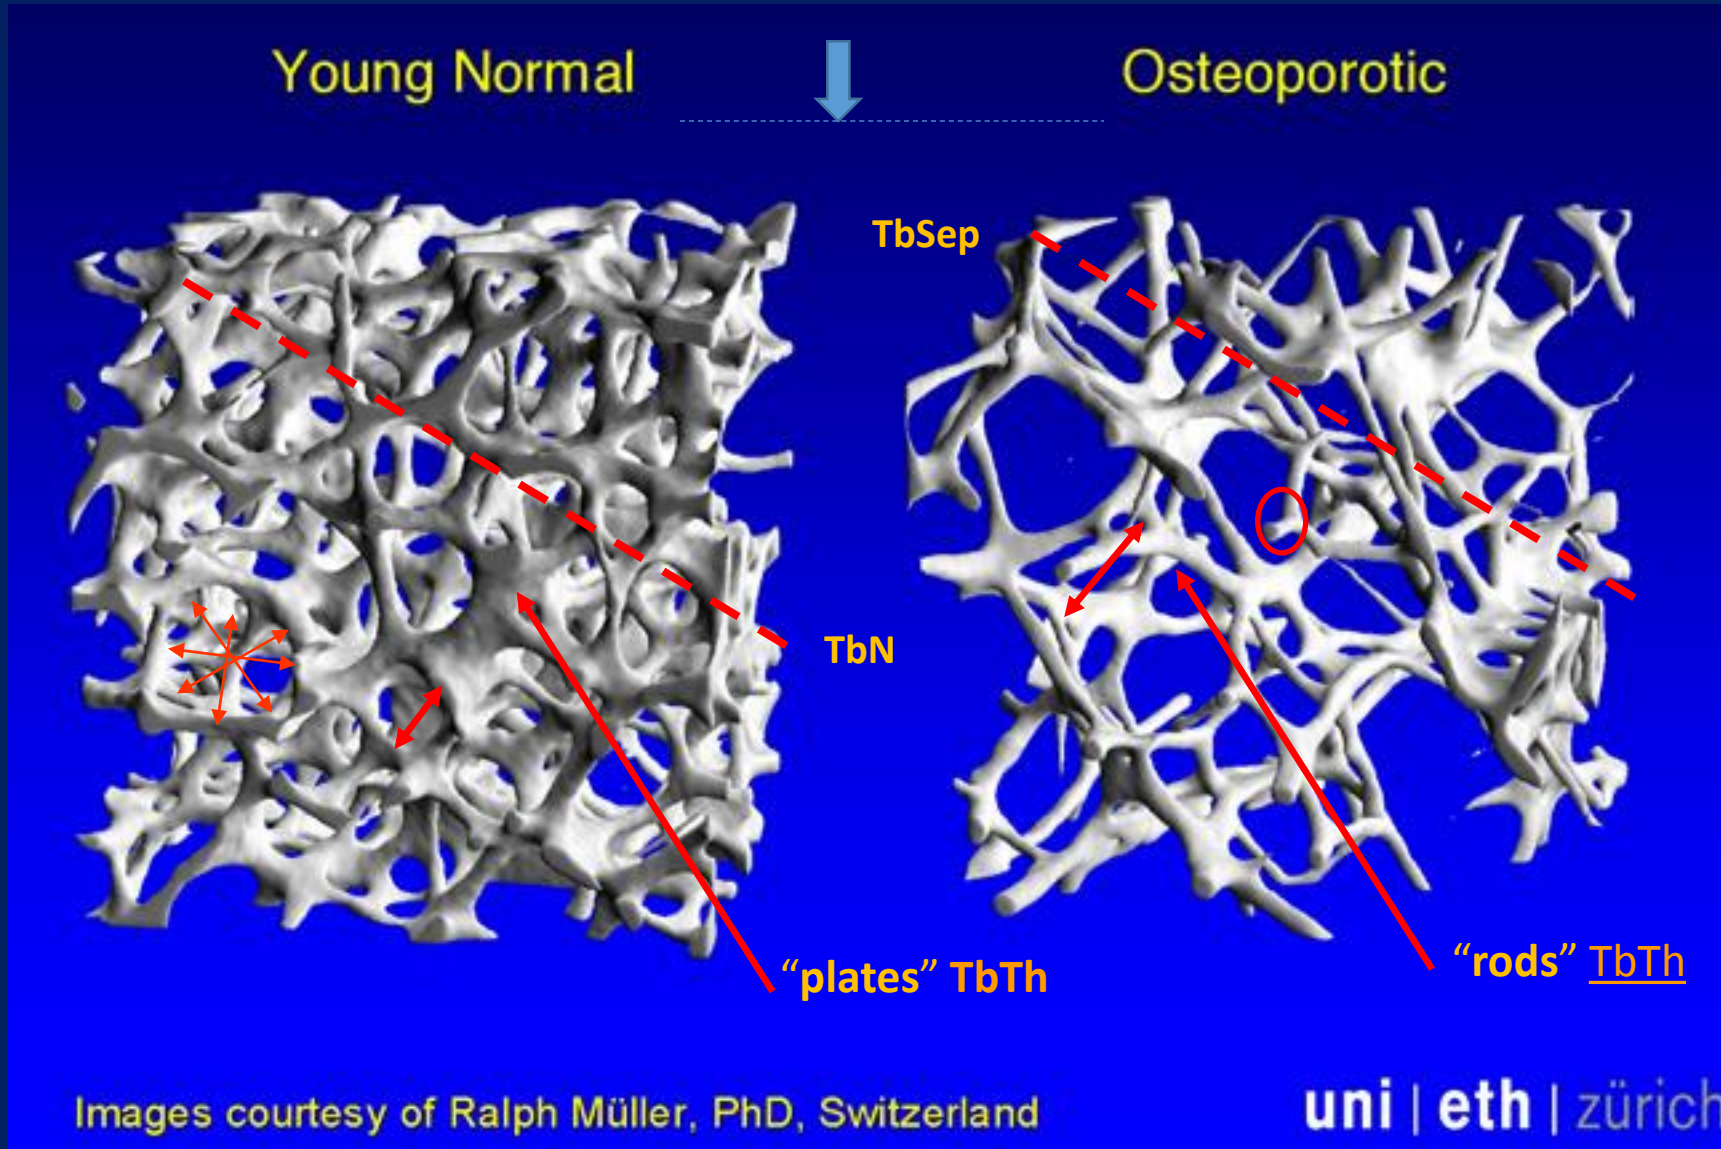 Young Normal
Osteoporotic
TbSep
TbN
“plates” TbTh
“rods” TbTh
Images courtesy of Ralph Müller, PhD, Switzerland
uni | eth | zürich